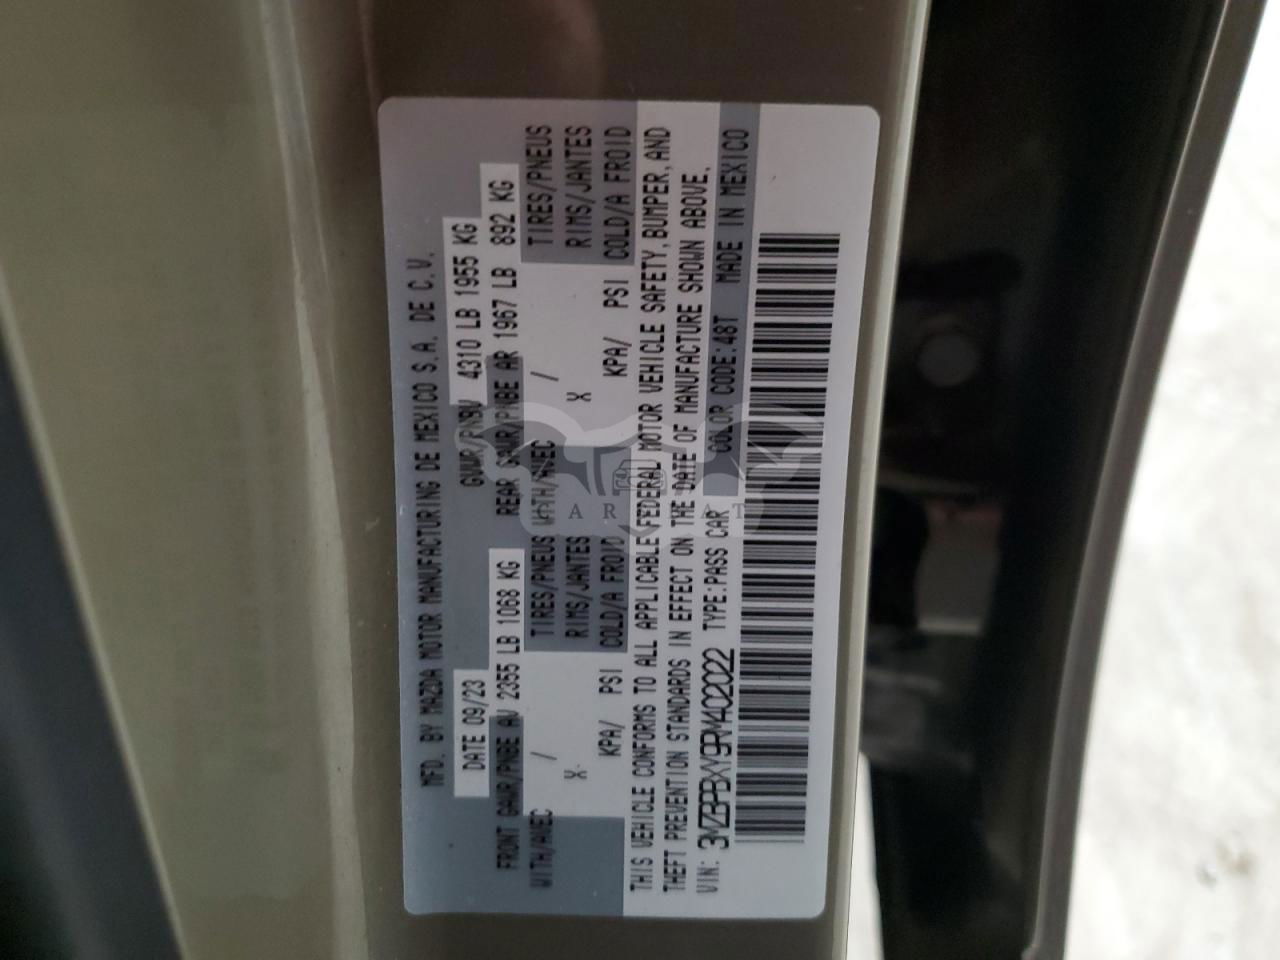 MFD. BY MAZDA MOTOR MANUFACTURING DE MEXICO S.A. DE C.V.
DATE 09/23 GVWR/PNBV 4310 LB 1955 KG
FRONT GAWR/PNBE AV 2355 LB 1068 KG REAR GAWR/PNBE AR 1967 LB 892 KG
WITH/AVEC / TIRES/PNEUS WITH/AVEC / TIRES/PNEUS
X RIMS/JANTES X RIMS/JANTES
KPA/ PSI COLD/A FROID KPA/ PSI COLD/A FROID
THIS VEHICLE CONFORMS TO ALL APPLICABLE FEDERAL MOTOR VEHICLE SAFETY, BUMPER, AND
THEFT PREVENTION STANDARDS IN EFFECT ON THE DATE OF MANUFACTURE SHOWN ABOVE.
VIN: 3MZBPBXY9RM402022 TYPE:PASS CAR COLOR CODE:48T MADE IN MEXICO